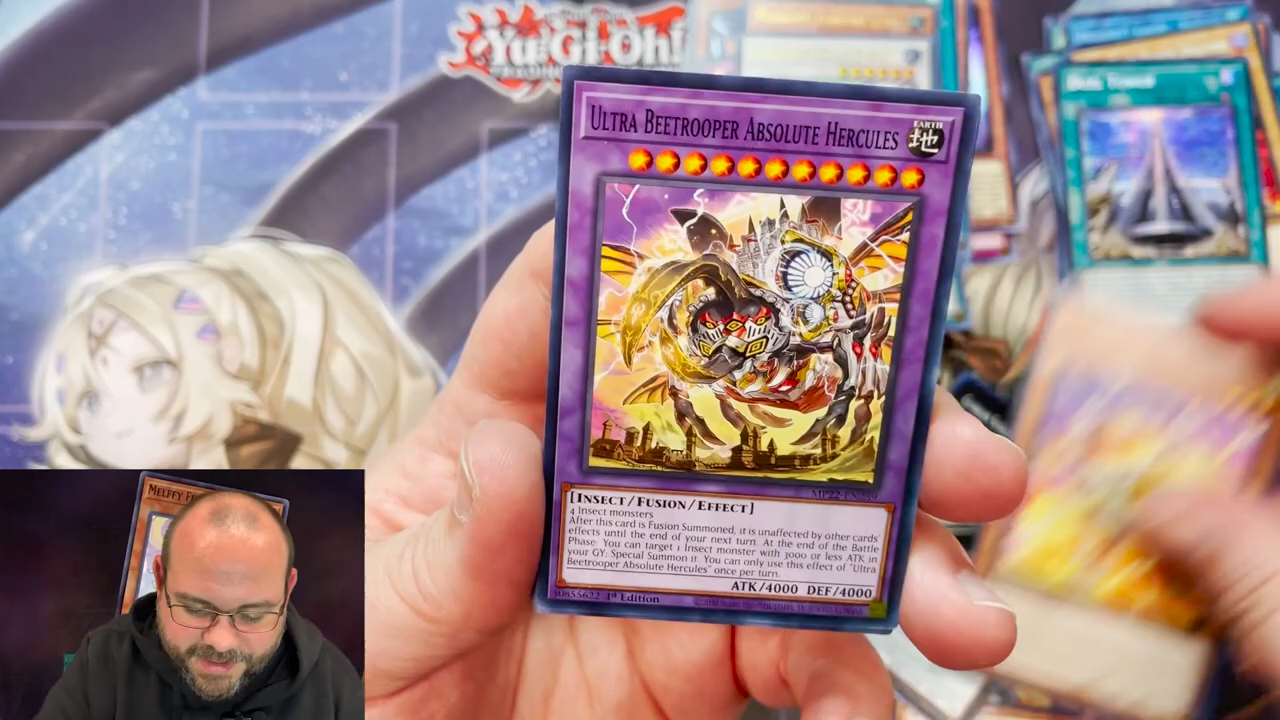 Yu-Gi-Oh!
ULTRA BEETROOPER ABSOLUTE HERCULES
EARTH
地
[INSECT/FUSION/EFFECT]
4 Insect monsters
After this card is Fusion Summoned, it is unaffected by other cards'
effects until the end of your next turn. At the end of the Battle
Phase: You can target 1 Insect monster with 3000 or less ATK in
your GY; Special Summon it. You can only use this effect of "Ultra
Beetrooper Absolute Hercules" once per turn.
ATK/4000 DEF/4000
1st Edition
MELFFY